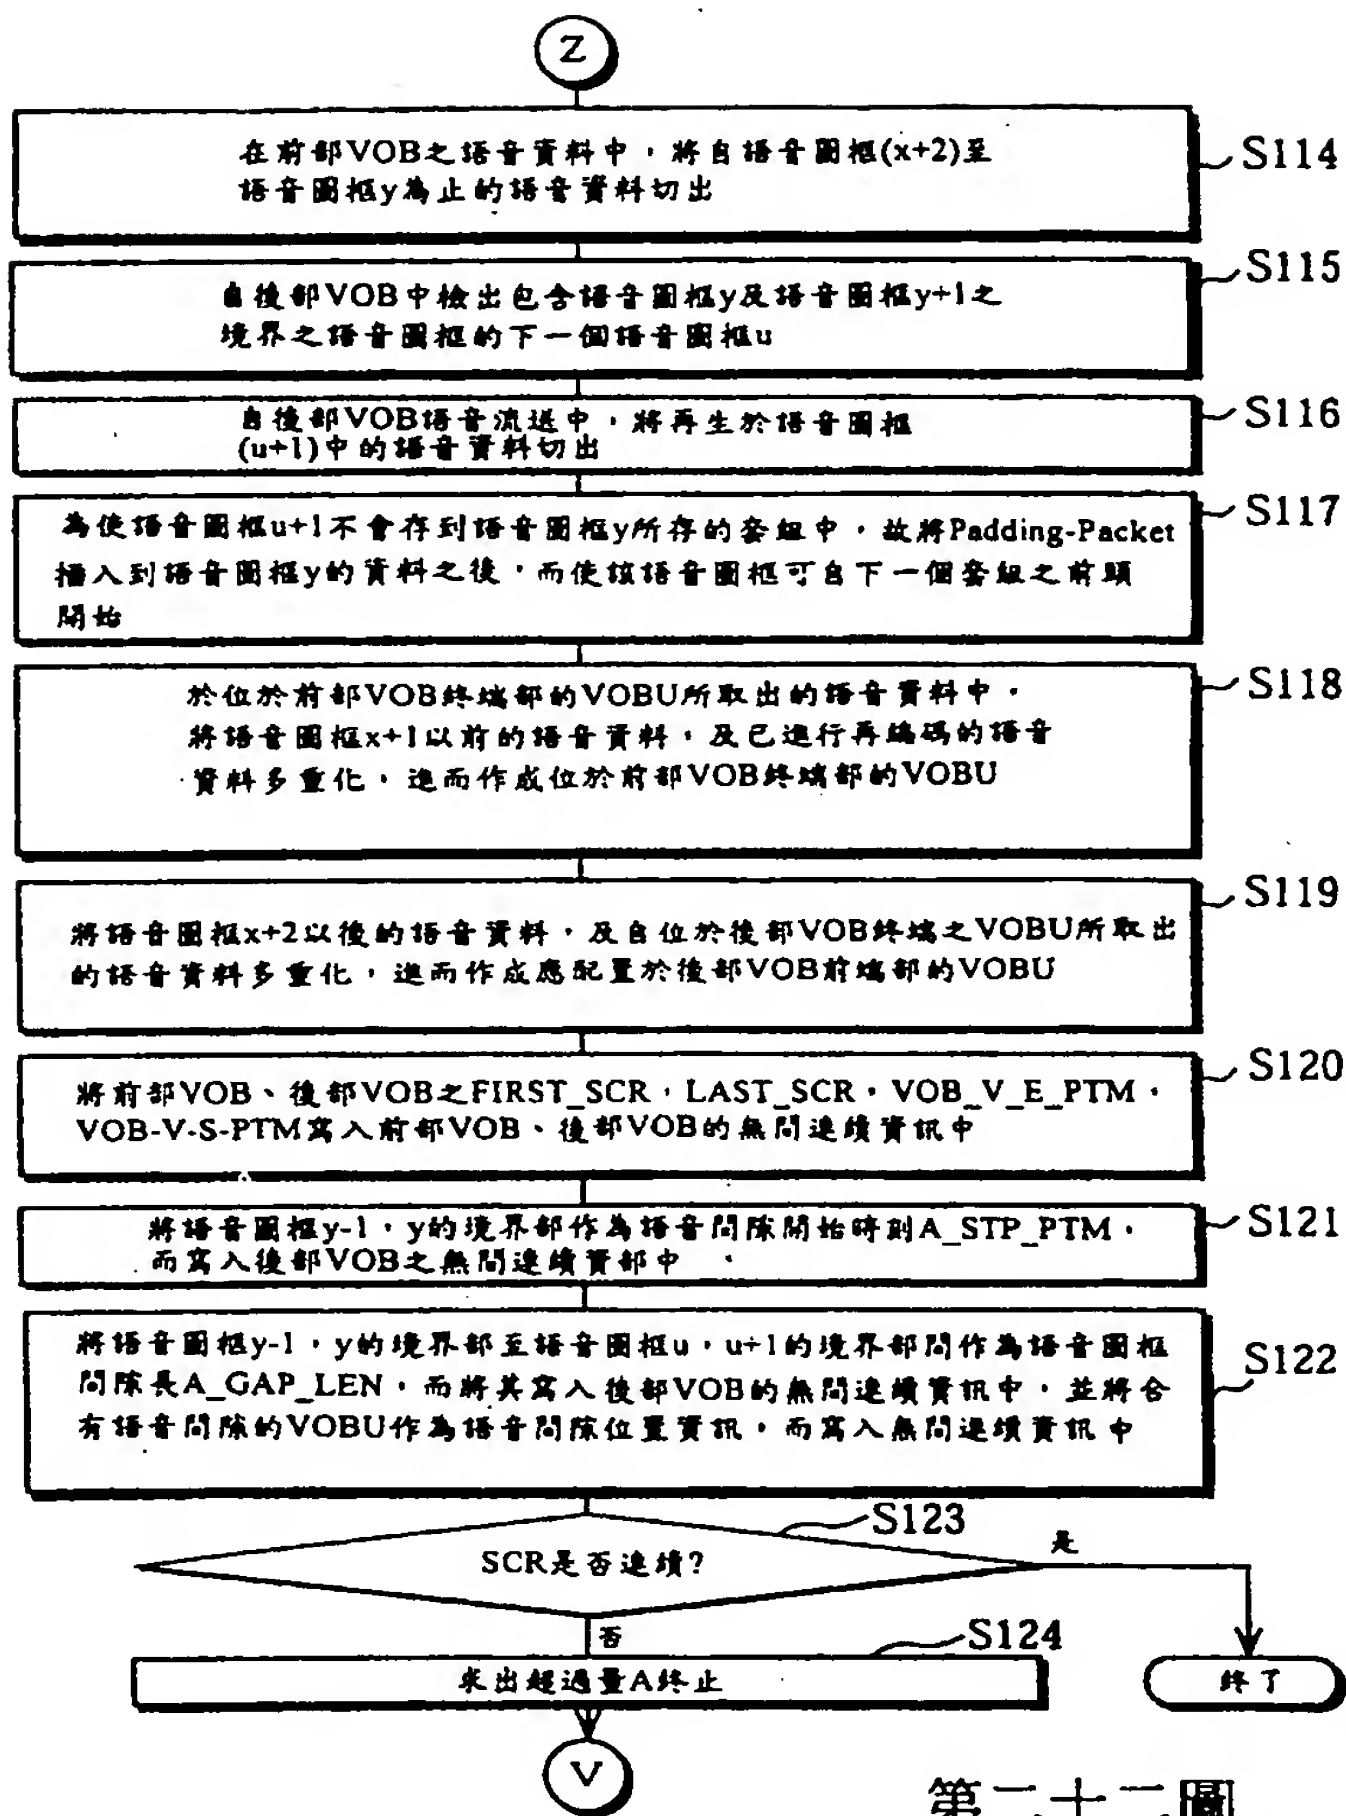 Z
在前部VOB之語音資料中，將自語音圖框(x+2)至
語音圖框y為止的語音資料切出
S114
自後部VOB中檢出包含語音圖框y及語音圖框y+1之
境界之語音圖框的下一個語音圖框u
S115
自後部VOB語音流送中，將再生於語音圖框
(u+1)中的語音資料切出
S116
為使語音圖框u+1不會存到語音圖框y所存的套組中，故將Padding-Packet
插入到語音圖框y的資料之後，而使該語音圖框可自下一個套組之前頭
開始
S117
於位於前部VOB終端部的VOBU所取出的語音資料中，
將語音圖框x+1以前的語音資料，及已進行再編碼的語音
資料多重化，進而作成位於前部VOB終端部的VOBU
S118
將語音圖框x+2以後的語音資料，及自位於後部VOB終端之VOBU所取出
的語音資料多重化，進而作成應配置於後部VOB前端部的VOBU
S119
將前部VOB、後部VOB之FIRST_SCR，LAST_SCR，VOB_V_E_PTM，
VOB-V-S-PTM寫入前部VOB、後部VOB的無間連續資訊中
S120
將語音圖框y-1，y的境界部作為語音間隙開始時刻A_STP_PTM，
而寫入後部VOB之無間連續資部中
S121
將語音圖框y-1，y的境界部至語音圖框u，u+1的境界部間作為語音圖框
間隙長A_GAP_LEN，而將其寫入後部VOB的無間連續資訊中，並將含
有語音間隙的VOBU作為語音間隙位置資訊，而寫入無間連續資訊中
S122
S123
SCR是否連續?
是
否
S124
求出超過量A終止
終了
V
第二十二圖